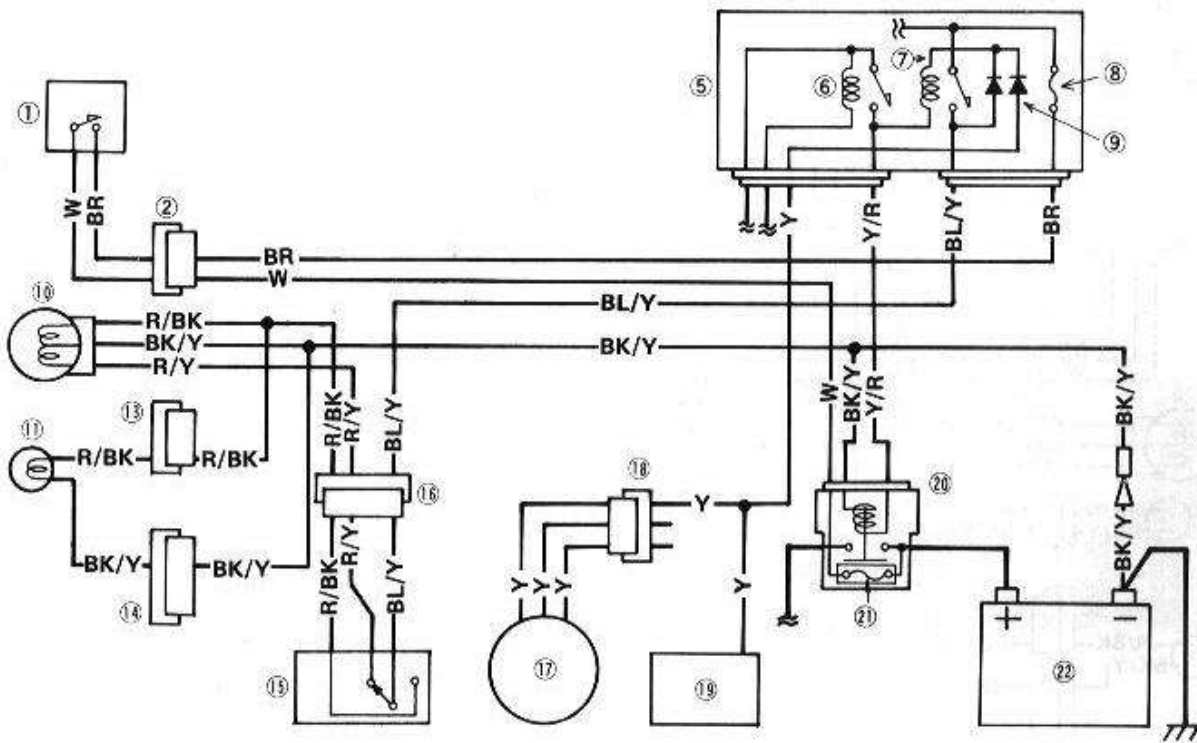 ⑦
⑤
⑥
⑧
①
⑨
W
BR
②
Y
Y/R
BL/Y
BR
BR
W
⑩
R/BK
BL/Y
BK/Y
BK/Y
R/Y
R/BK
R/Y
BL/Y
W
BK/Y
Y/R
BK/Y
⑬
⑪
R/BK
R/BK
⑱
⑳
⑯
Y
BK/Y
R/Y
BK/Y
BK/Y
R/BK
BL/Y
Y
Y
Y
Y
㉑
+
−
⑭
⑮
⑰
⑲
㉒